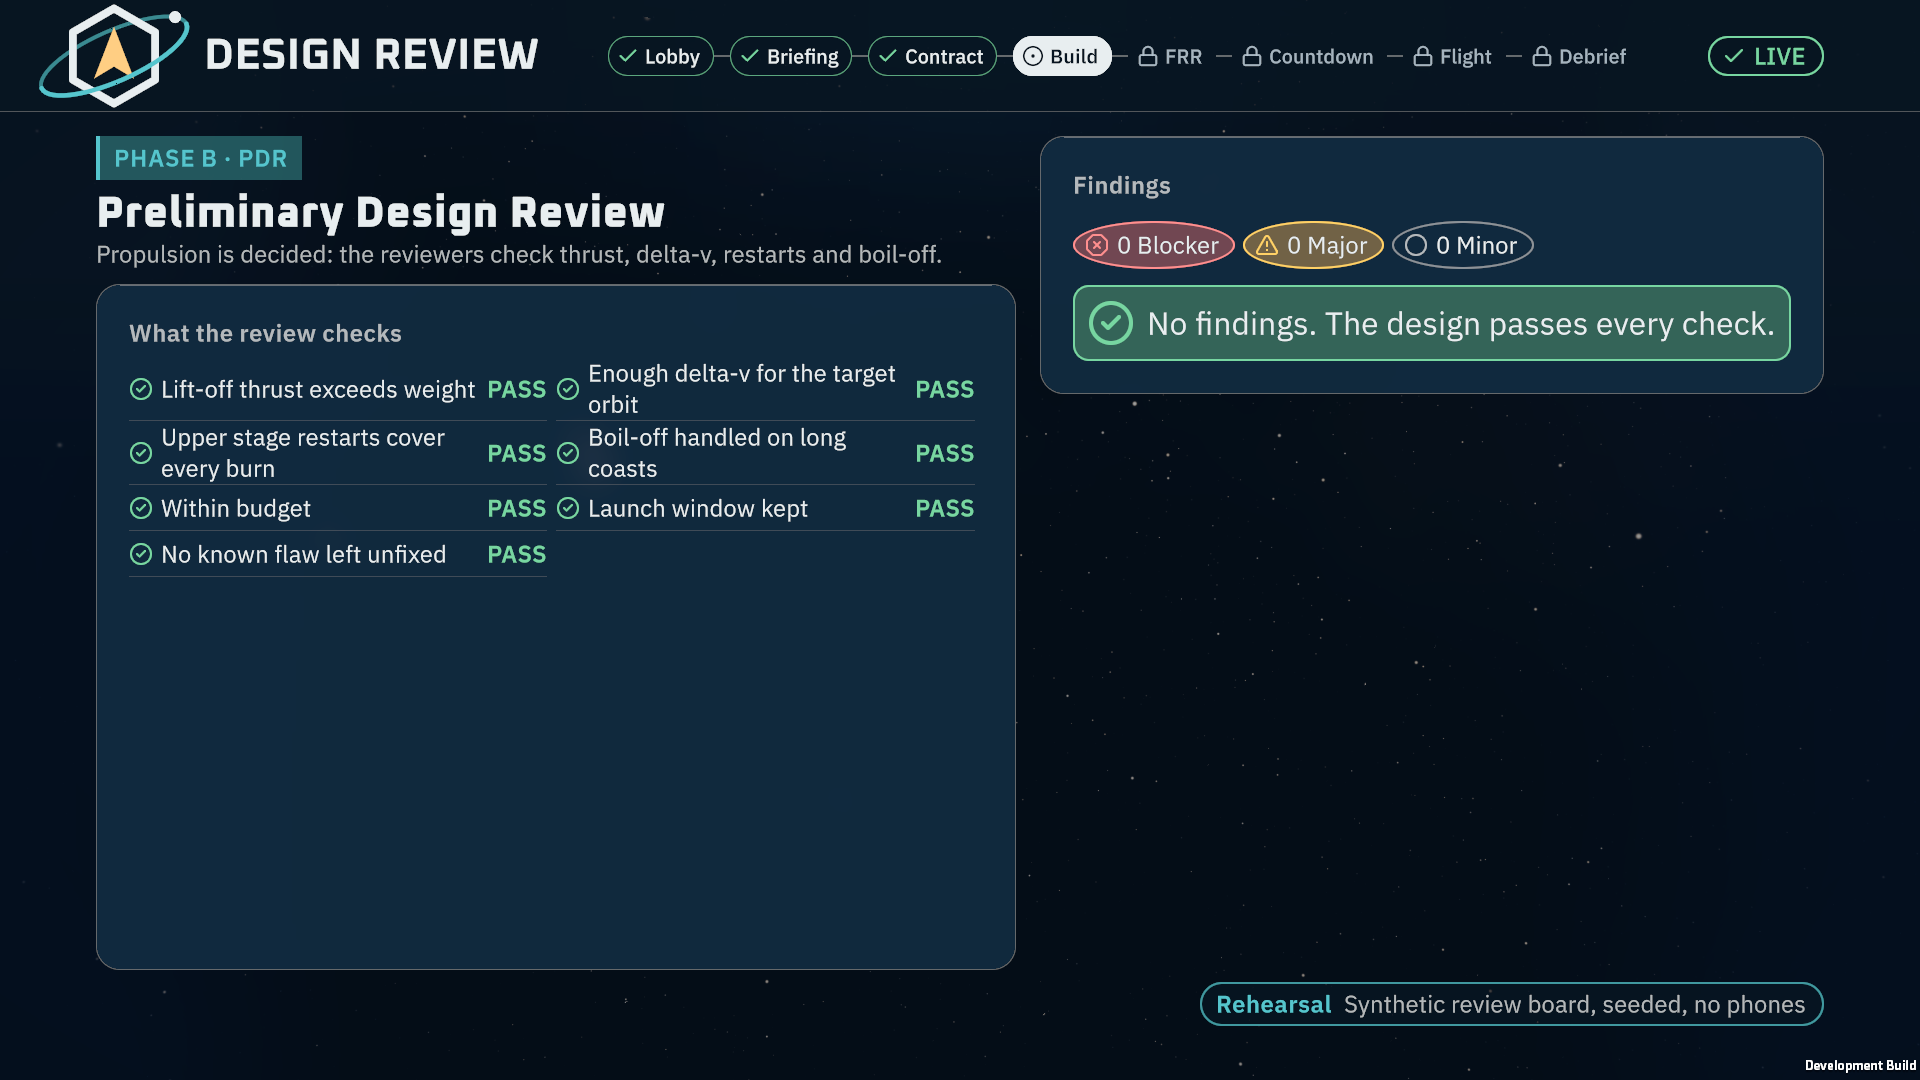 DESIGN REVIEW
Lobby
Briefing
Contract
Build
FRR
Countdown
Flight
Debrief
LIVE
PHASE B · PDR
Preliminary Design Review
Propulsion is decided: the reviewers check thrust, delta-v, restarts and boil-off.
What the review checks
Lift-off thrust exceeds weight PASS
Enough delta-v for the target
orbit
PASS
Upper stage restarts cover
every burn
PASS
Boil-off handled on long
coasts
PASS
Within budget PASS
Launch window kept PASS
No known flaw left unfixed PASS
Findings
0 Blocker
0 Major
0 Minor
No findings. The design passes every check.
Rehearsal Synthetic review board, seeded, no phones
Development Build